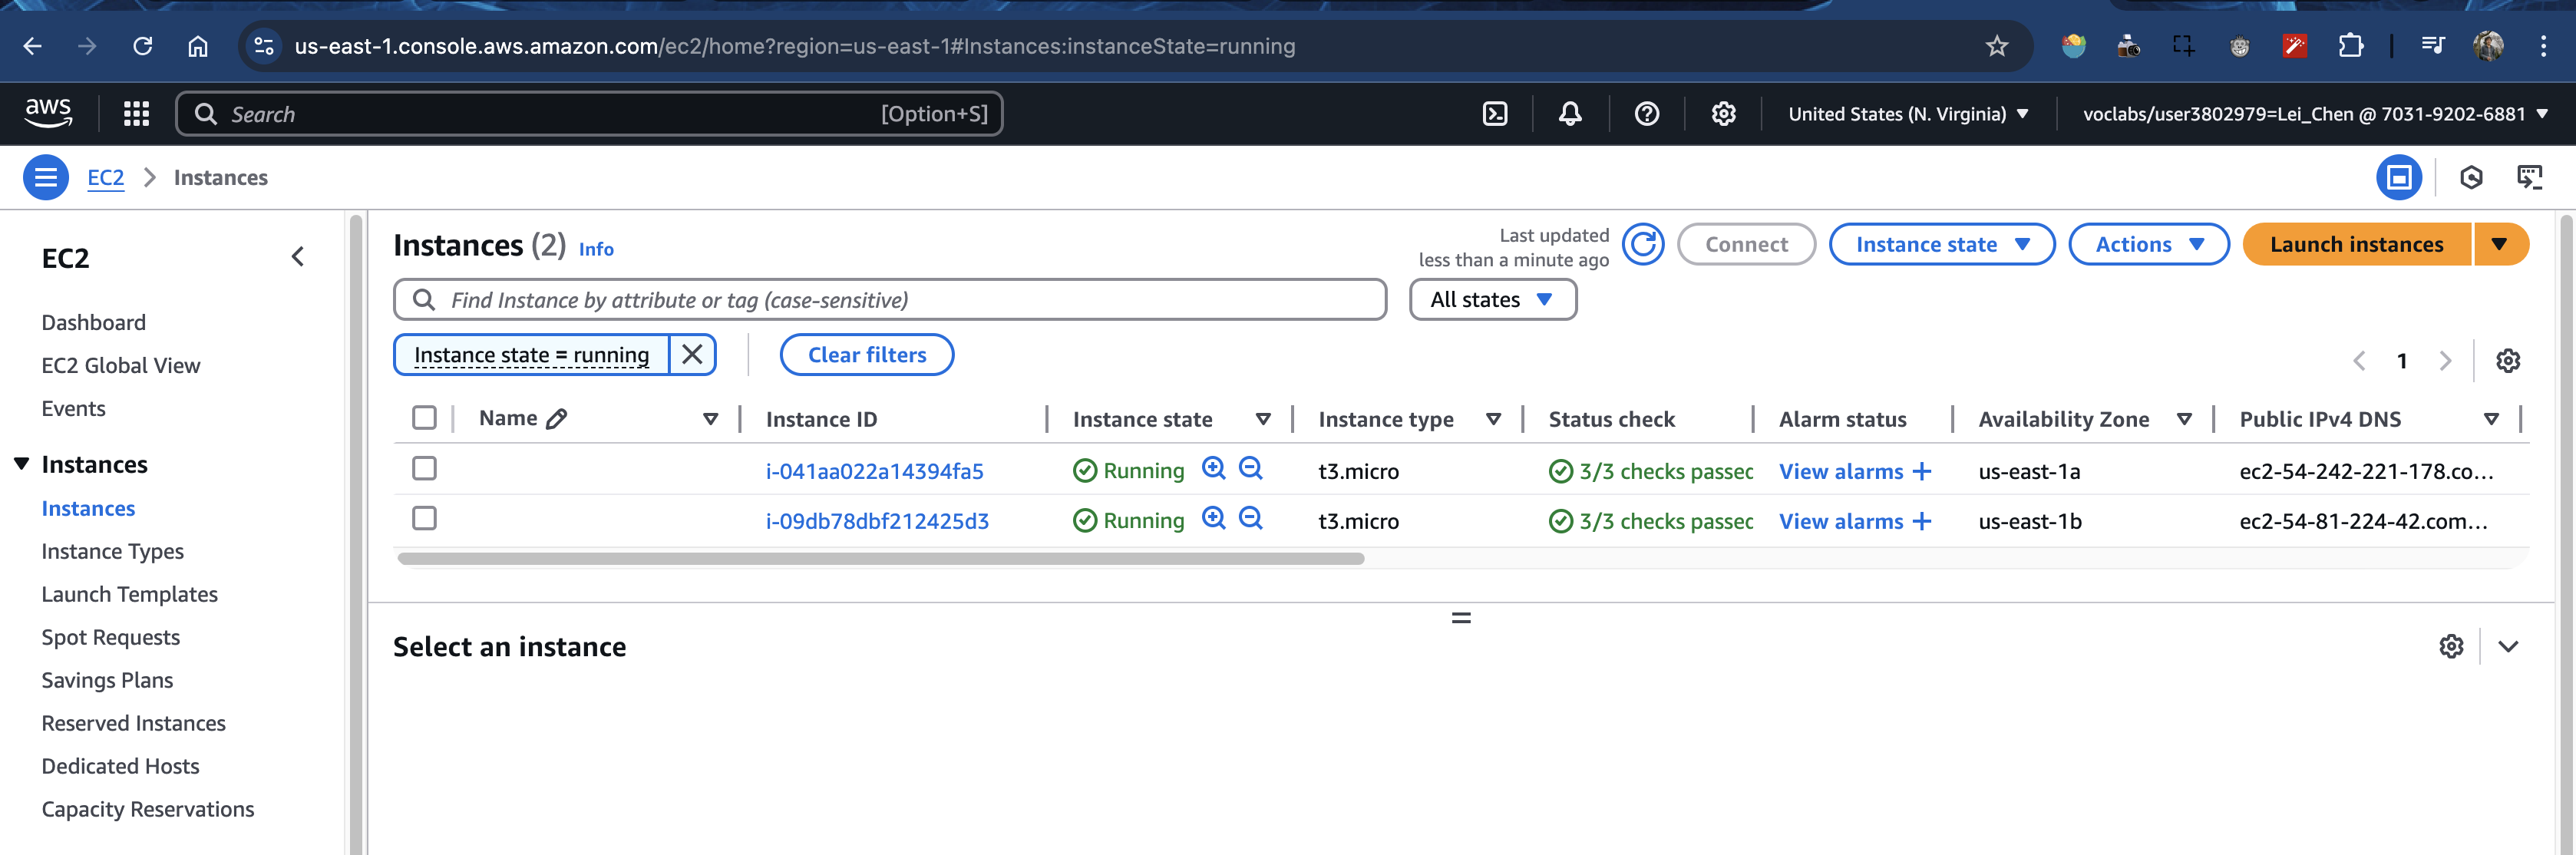 us-east-1.console.aws.amazon.com/ec2/home?region=us-east-1#Instances:instanceState=running
aws
Search
[Option+S]
United States (N. Virginia)
voclabs/user3802979=Lei_Chen @ 7031-9202-6881
EC2 > Instances
EC2
Dashboard
EC2 Global View
Events
Instances
Instances
Instance Types
Launch Templates
Spot Requests
Savings Plans
Reserved Instances
Dedicated Hosts
Capacity Reservations
Instances (2) Info
Last updated
less than a minute ago
Connect
Instance state
Actions
Launch instances
Find Instance by attribute or tag (case-sensitive)
All states
Instance state = running
Clear filters
1
Name Instance ID Instance state Instance type Status check Alarm status Availability Zone Public IPv4 DNS
i-041aa022a14394fa5 Running t3.micro 3/3 checks passec View alarms + us-east-1a ec2-54-242-221-178.co...
i-09db78dbf212425d3 Running t3.micro 3/3 checks passec View alarms + us-east-1b ec2-54-81-224-42.com...
Select an instance